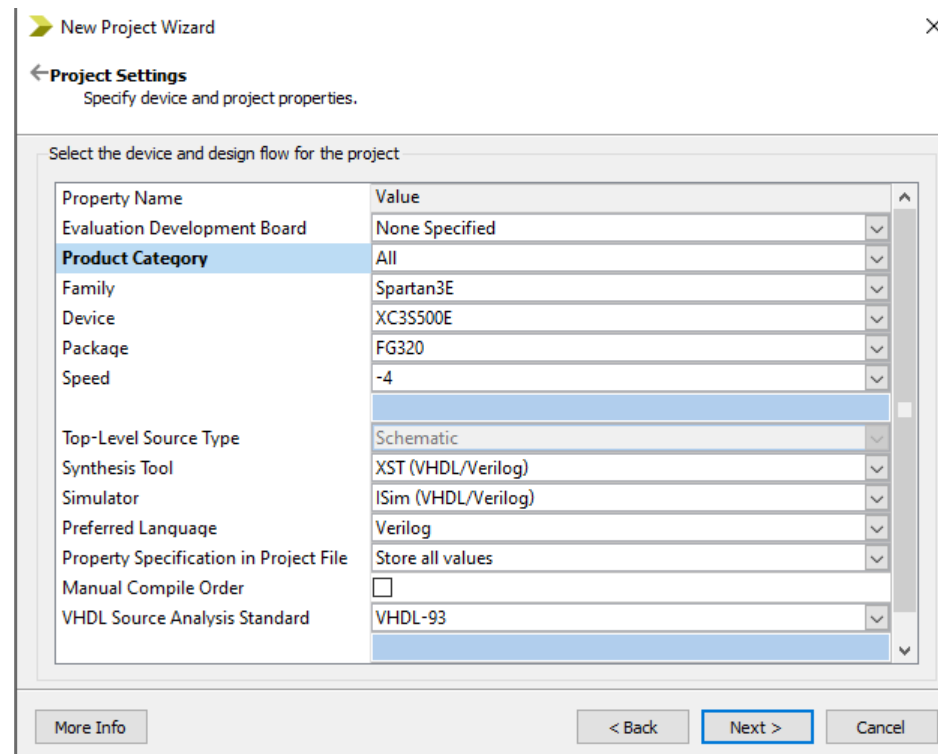 New Project Wizard
Project Settings
Specify device and project properties.
Select the device and design flow for the project
Property Name Value
Evaluation Development Board None Specified
Product Category All
Family Spartan3E
Device XC3S500E
Package FG320
Speed -4
Top-Level Source Type Schematic
Synthesis Tool XST (VHDL/Verilog)
Simulator ISim (VHDL/Verilog)
Preferred Language Verilog
Property Specification in Project File Store all values
Manual Compile Order
VHDL Source Analysis Standard VHDL-93
More Info < Back Next > Cancel